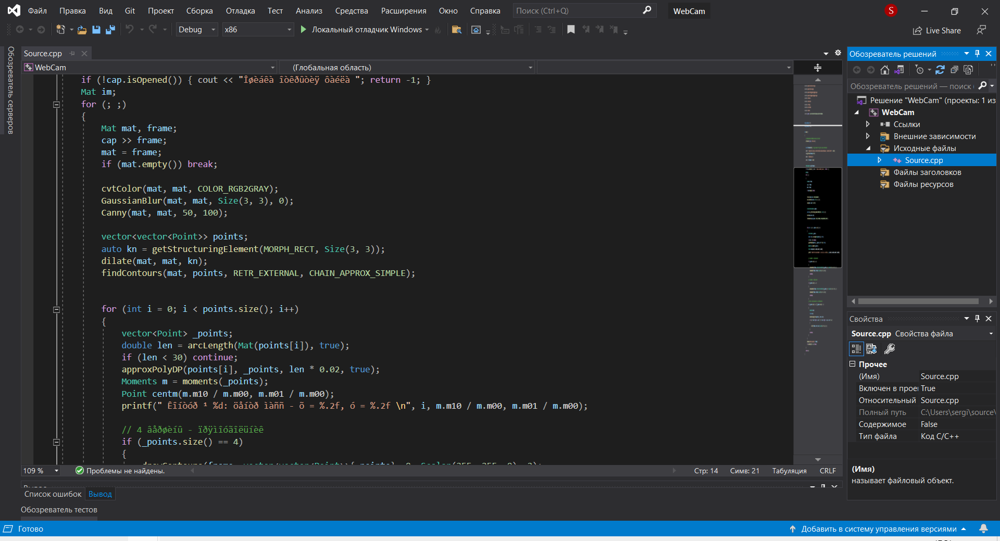 Файл Правка Вид Git Проект Сборка Отладка Тест Анализ Средства Расширения Окно Справка Поиск (Ctrl+Q) WebCam S
Debug x86 Локальный отладчик Windows Live Share
Обозреватель серверов
Source.cpp
WebCam (Глобальная область)
if (!cap.isOpened()) { cout << "Îøèáêà îòêðûòèÿ ôàéëà "; return -1; }
Mat im;
for (; ;)
{
Mat mat, frame;
cap >> frame;
mat = frame;
if (mat.empty()) break;
cvtColor(mat, mat, COLOR_RGB2GRAY);
GaussianBlur(mat, mat, Size(3, 3), 0);
Canny(mat, mat, 50, 100);
vector<vector<Point>> points;
auto kn = getStructuringElement(MORPH_RECT, Size(3, 3));
dilate(mat, mat, kn);
findContours(mat, points, RETR_EXTERNAL, CHAIN_APPROX_SIMPLE);
for (int i = 0; i < points.size(); i++)
{
vector<Point> _points;
double len = arcLength(Mat(points[i]), true);
if (len < 30) continue;
approxPolyDP(points[i], _points, len * 0.02, true);
Moments m = moments(_points);
Point centm(m.m10 / m.m00, m.m01 / m.m00);
printf(" Êîíòóð ¹ %d: öåíòð ìàññ - õ = %.2f, ó = %.2f \n", i, m.m10 / m.m00, m.m01 / m.m00);
// 4 âåðøèíû - ïðÿìîóãîëüíèê
if (_points.size() == 4)
{
109 % Проблемы не найдены. Стр: 14 Симв: 21 Табуляция CRLF
Список ошибок Вывод
Обозреватель тестов
Готово Добавить в систему управления версиями
Обозреватель решений
Обозреватель решений — поиск (
Решение "WebCam" (проекты: 1 из
WebCam
Ссылки
Внешние зависимости
Исходные файлы
Source.cpp
Файлы заголовков
Файлы ресурсов
Свойства
Source.cpp Свойства файла
Прочее
(Имя) Source.cpp
Включен в прое True
Относительный Source.cpp
Полный путь C:\Users\sergi\source\
Содержимое False
Тип файла Код C/C++
(Имя)
называет файловый объект.